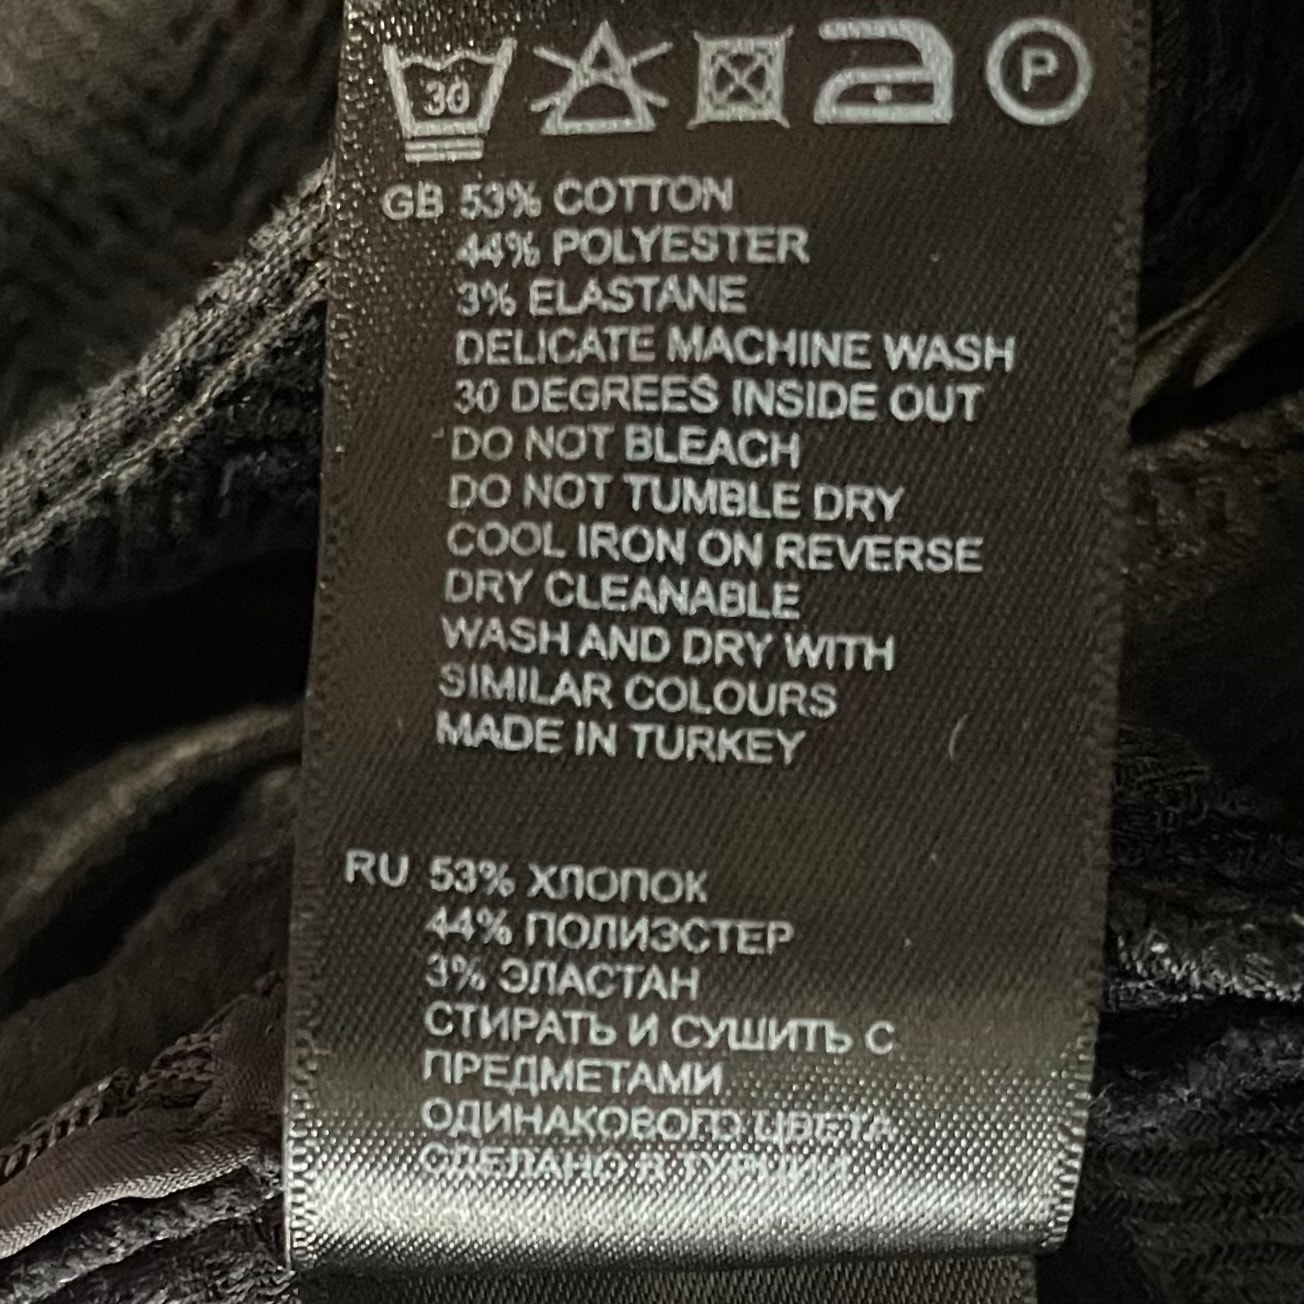 30 P
GB 53% COTTON
44% POLYESTER
3% ELASTANE
DELICATE MACHINE WASH
30 DEGREES INSIDE OUT
DO NOT BLEACH
DO NOT TUMBLE DRY
COOL IRON ON REVERSE
DRY CLEANABLE
WASH AND DRY WITH
SIMILAR COLOURS
MADE IN TURKEY
RU 53% ХЛОПОК
44% ПОЛИЭСТЕР
3% ЭЛАСТАН
СТИРАТЬ И СУШИТЬ С
ПРЕДМЕТАМИ
ОДИНАКОВОГО ЦВЕТА
СДЕЛАНО В ТУРЦИИ